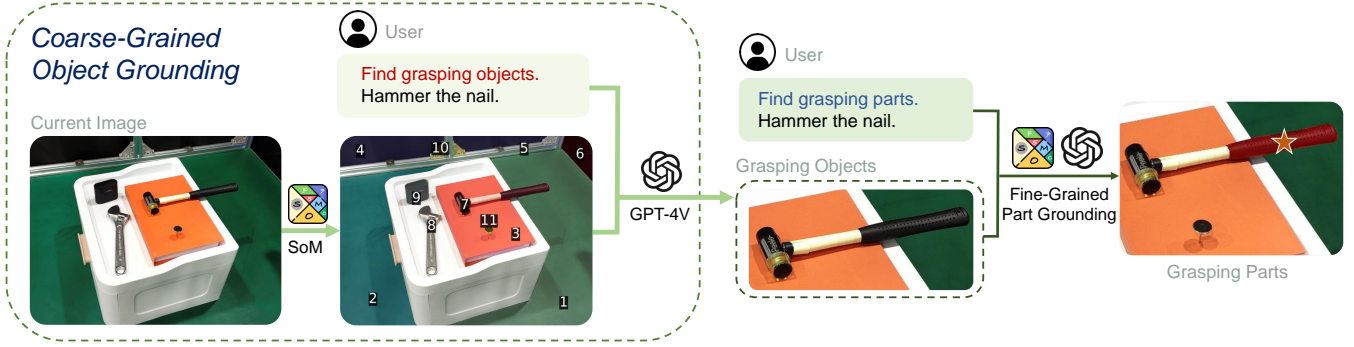 Coarse-Grained
Object Grounding
User
Find grasping objects.
Hammer the nail.
Current Image
4
10
5
6
9
7
8
11
3
2
1
SoM
GPT-4V
User
Find grasping parts.
Hammer the nail.
Grasping Objects
Fine-Grained
Part Grounding
Grasping Parts